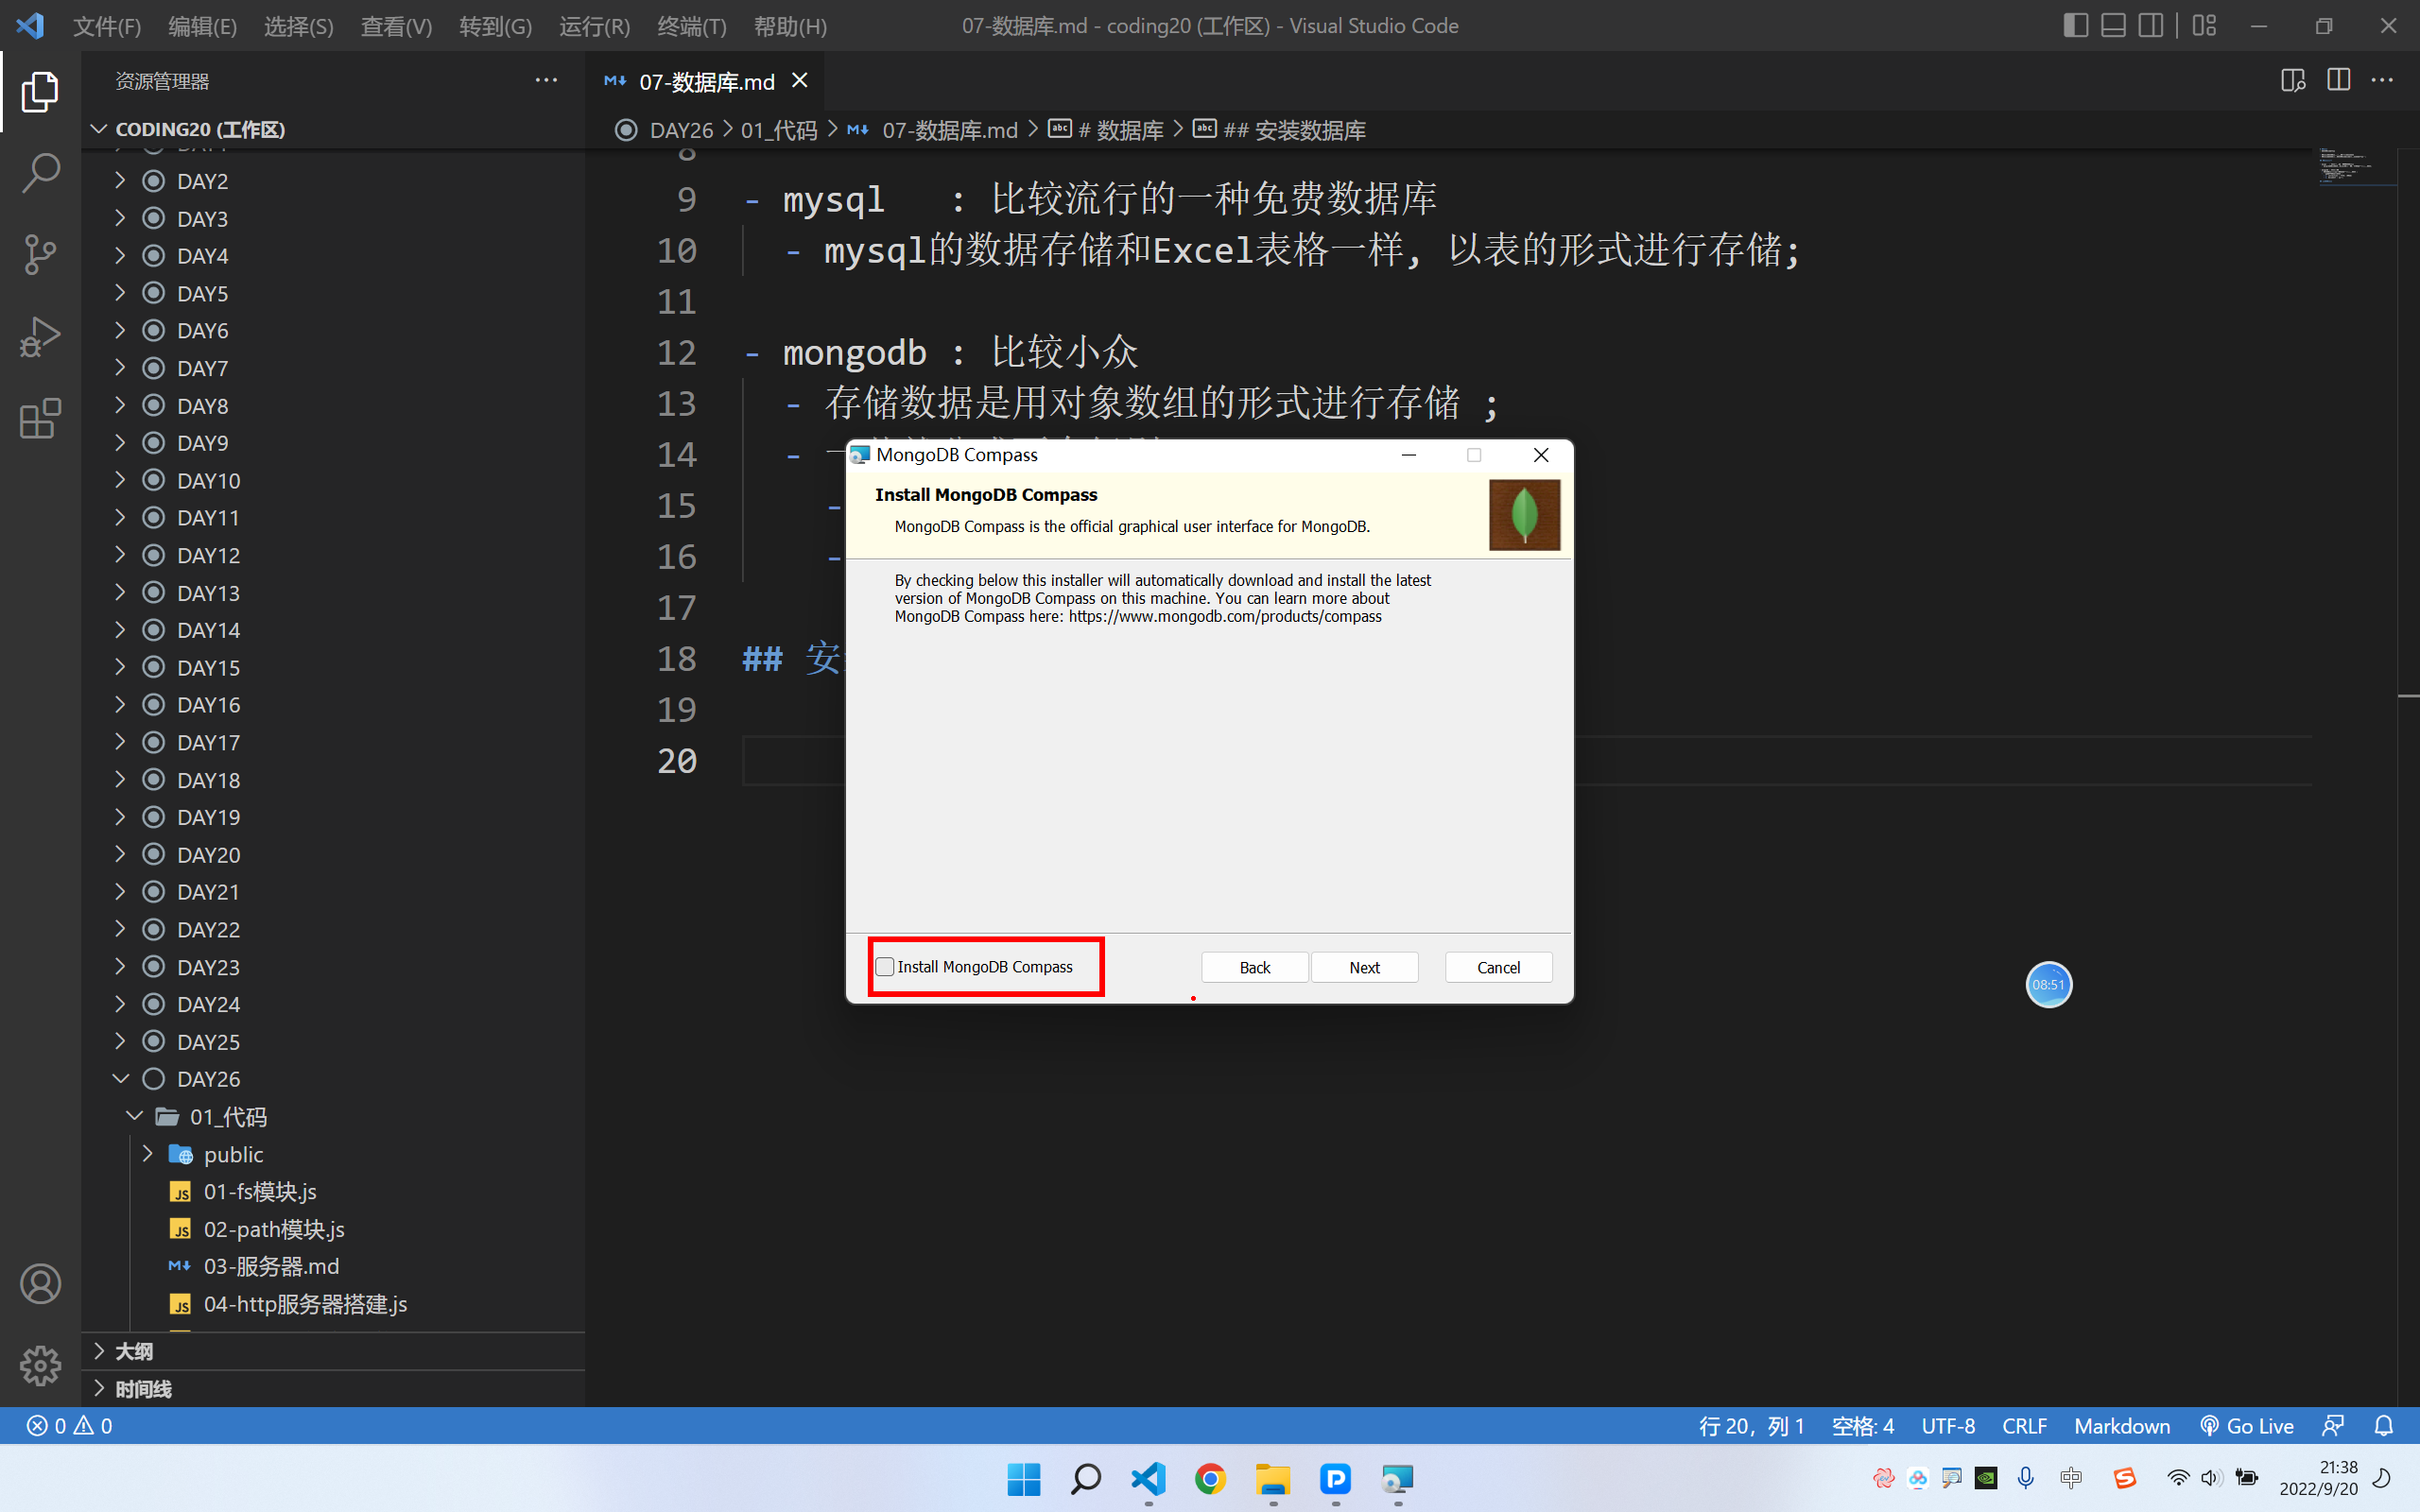 文件(F) 编辑(E) 选择(S) 查看(V) 转到(G) 运行(R) 终端(T) 帮助(H) 07-数据库.md - coding20 (工作区) - Visual Studio Code
资源管理器
07-数据库.md
CODING20 (工作区)
DAY26 > 01_代码 > 07-数据库.md > # 数据库 > ## 安装数据库
DAY2
DAY3
DAY4
DAY5
DAY6
DAY7
DAY8
DAY9
DAY10
DAY11
DAY12
DAY13
DAY14
DAY15
DAY16
DAY17
DAY18
DAY19
DAY20
DAY21
DAY22
DAY23
DAY24
DAY25
DAY26
01_代码
public
01-fs模块.js
02-path模块.js
03-服务器.md
04-http服务器搭建.js
大纲
时间线
8
9 - mysql : 比较流行的一种免费数据库
10 - mysql的数据存储和Excel表格一样, 以表的形式进行存储;
11
12 - mongodb : 比较小众
13 - 存储数据是用对象数组的形式进行存储 ;
14 -
15 -
16 -
17
18 ## 安
19
20
MongoDB Compass
Install MongoDB Compass
MongoDB Compass is the official graphical user interface for MongoDB.
By checking below this installer will automatically download and install the latest
version of MongoDB Compass on this machine. You can learn more about
MongoDB Compass here: https://www.mongodb.com/products/compass
Install MongoDB Compass
Back
Next
Cancel
08:51
0 0
行 20, 列 1 空格: 4 UTF-8 CRLF Markdown Go Live
中
21:38
2022/9/20